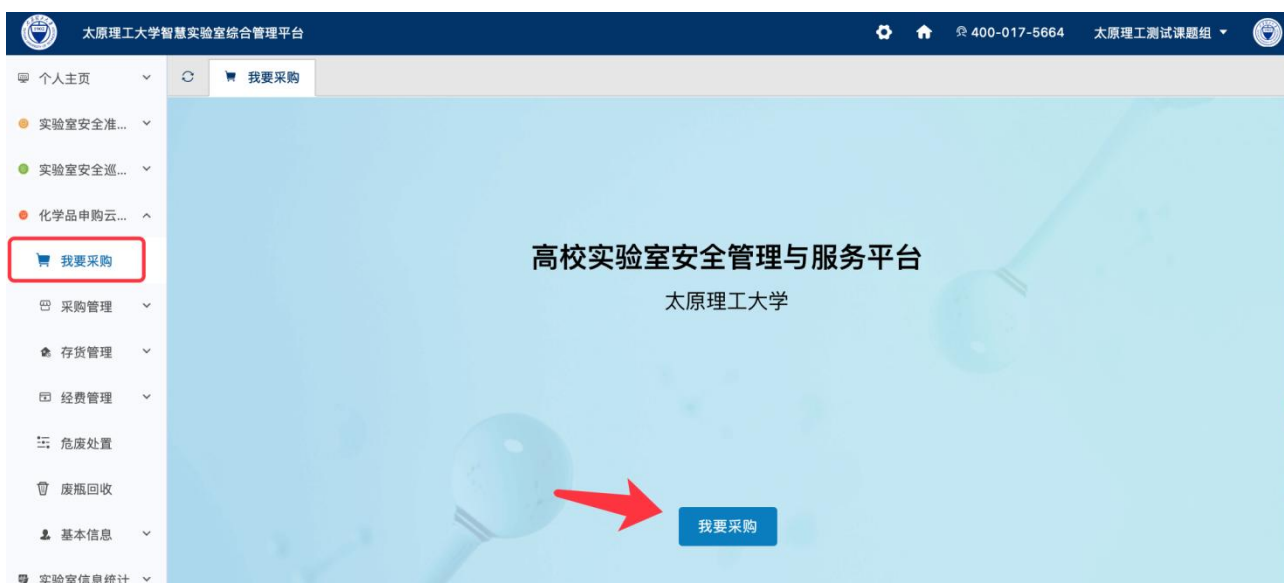 太原理工大学智慧实验室综合管理平台
400-017-5664
太原理工测试课题组
个人主页
我要采购
实验室安全准...
实验室安全巡...
化学品申购云...
我要采购
采购管理
存货管理
经费管理
危废处置
废瓶回收
基本信息
实验室信息统计
高校实验室安全管理与服务平台
太原理工大学
我要采购